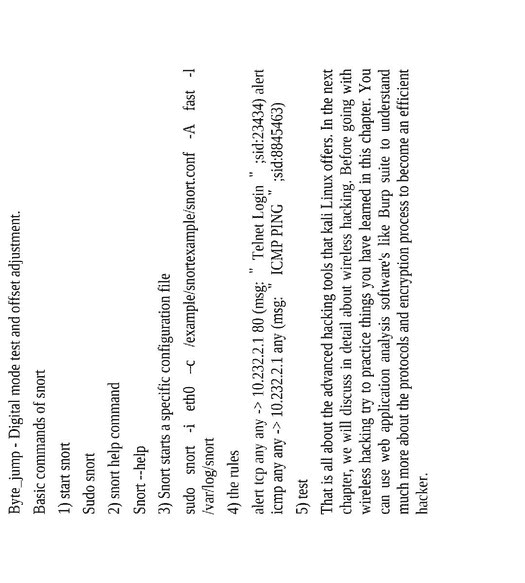 Byte_jump - Digital mode test and offset adjustment.
Basic commands of snort
1) start snort
Sudo snort
2) snort help command
Snort --help
3) Snort starts a specific configuration file
sudo snort -i eth0 –c /example/snortexample/snort.conf -A fast -l
/var/log/snort
4) the rules
alert tcp any any -> 10.232.2.1 80 (msg: " Telnet Login " ;sid:23434) alert
icmp any any -> 10.232.2.1 any (msg: " ICMP PING " ;sid:8845463)
5) test
That is all about the advanced hacking tools that kali Linux offers. In the next
chapter, we will discuss in detail about wireless hacking. Before going with
wireless hacking try to practice things you have learned in this chapter. You
can use web application analysis software's like Burp suite to understand
much more about the protocols and encryption process to become an efficient
hacker.